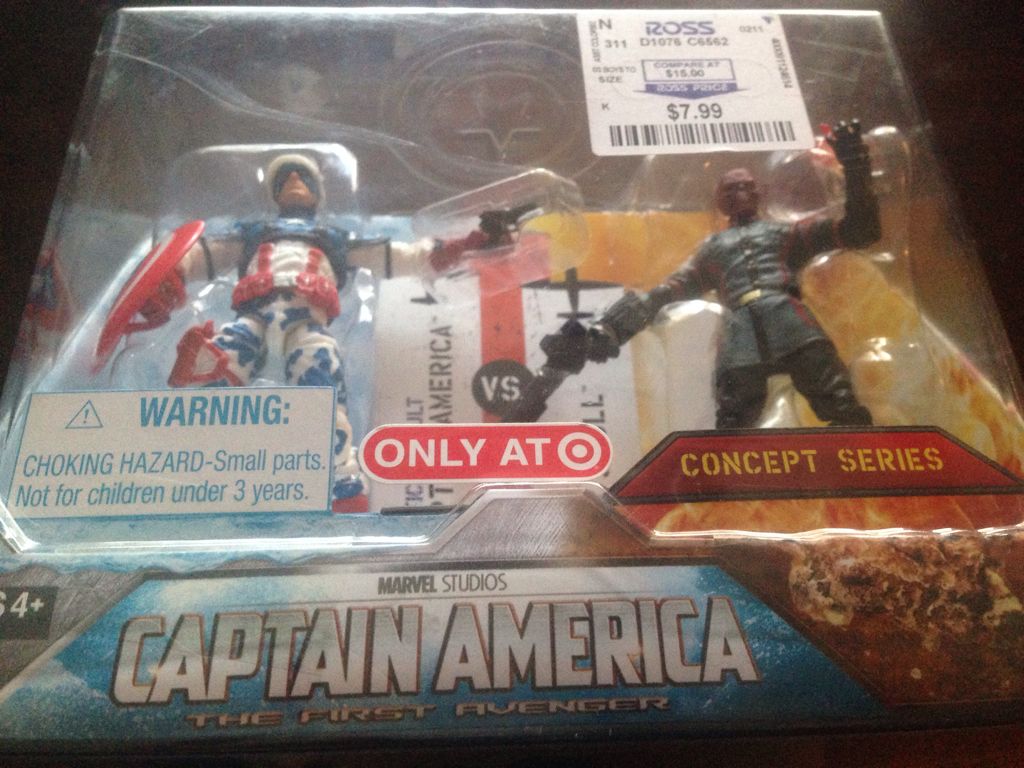 N
ROSS
0211
311 D1076 C6562
COMPARE AT
$15.00
SIZE
ROSS PRICE
K
$7.99
WARNING:
CHOKING HAZARD-Small parts.
Not for children under 3 years.
AMERICA
VS.
ONLY AT
CONCEPT SERIES
4+
MARVEL STUDIOS
CAPTAIN AMERICA
THE FIRST AVENGER